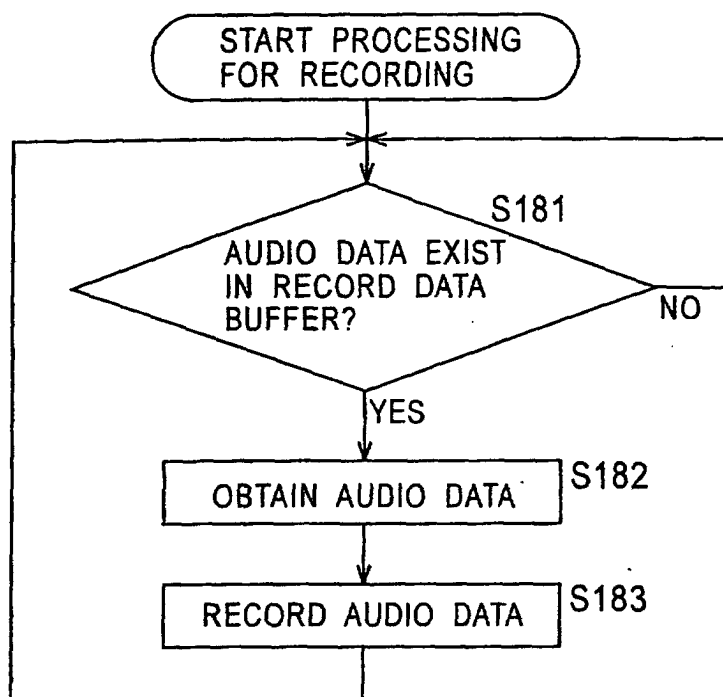 START PROCESSING
FOR RECORDING
S181
AUDIO DATA EXIST
IN RECORD DATA
BUFFER?
NO
YES
OBTAIN AUDIO DATA
S182
RECORD AUDIO DATA
S183